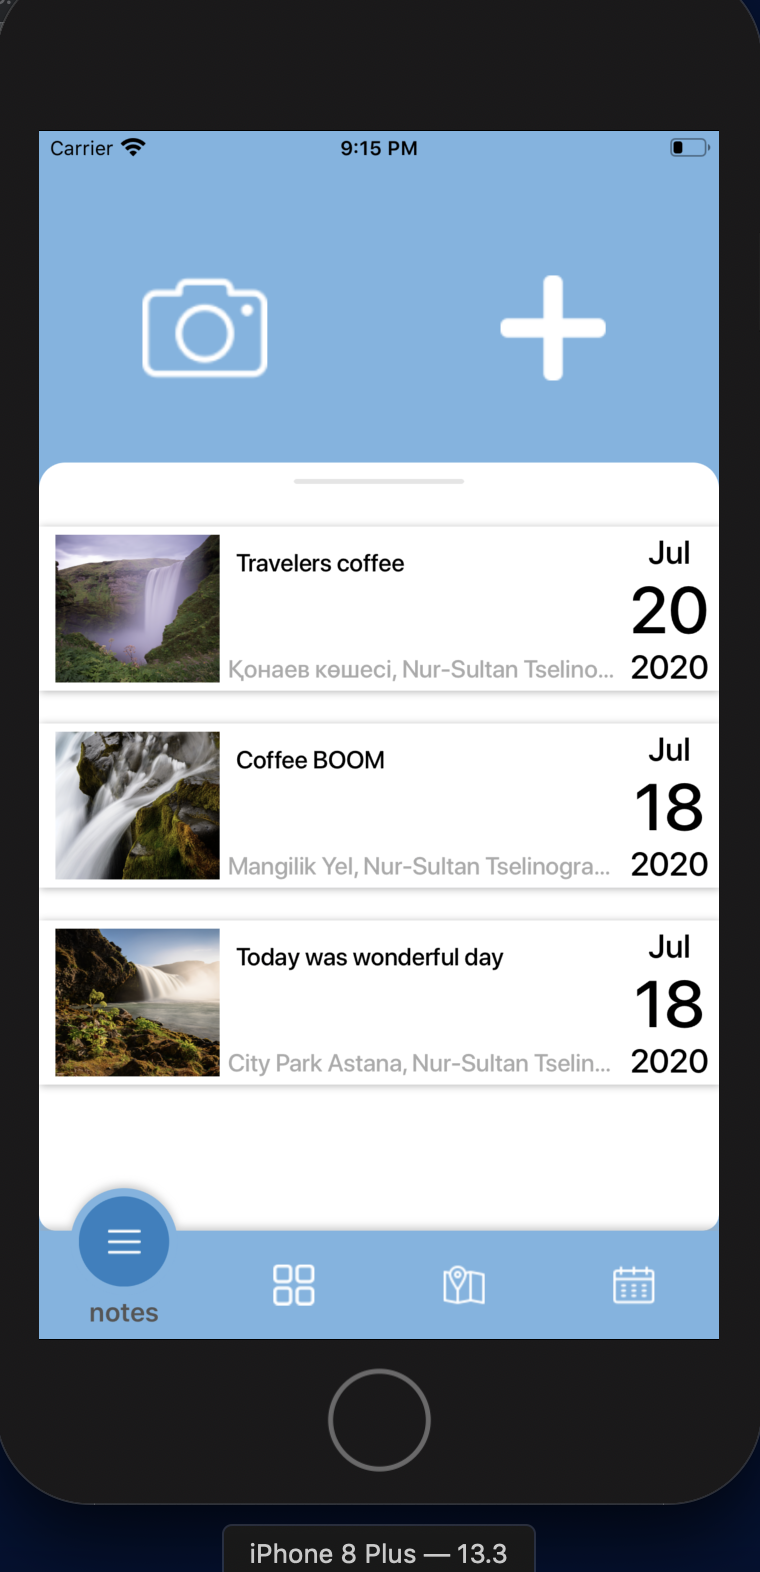 Carrier
9:15 PM
Travelers coffee
Қонаев көшесі, Nur-Sultan Tselino...
Jul
20
2020
Coffee BOOM
Mangilik Yel, Nur-Sultan Tselinogra...
Jul
18
2020
Today was wonderful day
City Park Astana, Nur-Sultan Tselin...
Jul
18
2020
notes
iPhone 8 Plus — 13.3